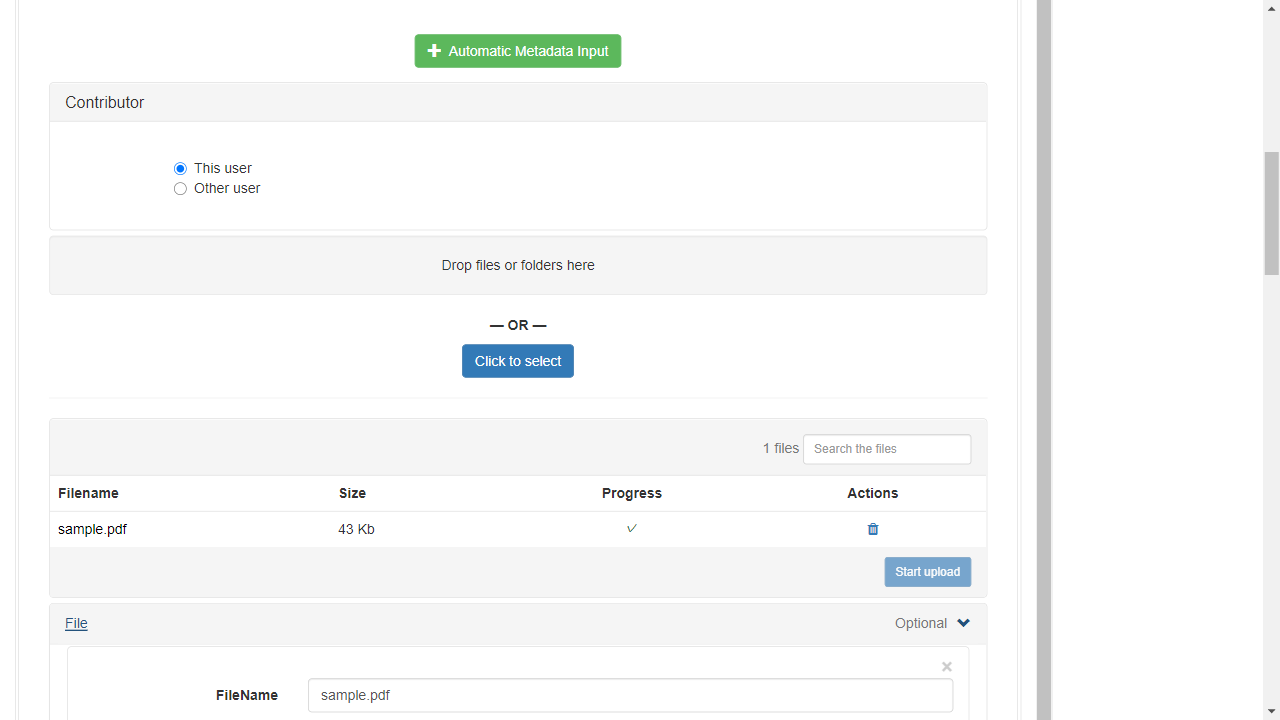 Automatic Metadata Input
Contributor
This user
Other user
Drop files or folders here
— OR —
Click to select
1 files Search the files
Filename Size Progress Actions
sample.pdf 43 Kb
Start upload
File Optional
FileName sample.pdf